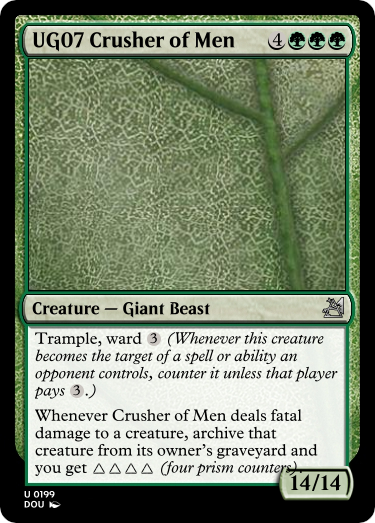 UG07 Crusher of Men 4
Creature — Giant Beast
Trample, ward 3 (Whenever this creature
becomes the target of a spell or ability an
opponent controls, counter it unless that player
pays 3.)
Whenever Crusher of Men deals fatal
damage to a creature, archive that
creature from its owner's graveyard and
you get △△△△ (four prism counters).
14/14
U 0199
DOU